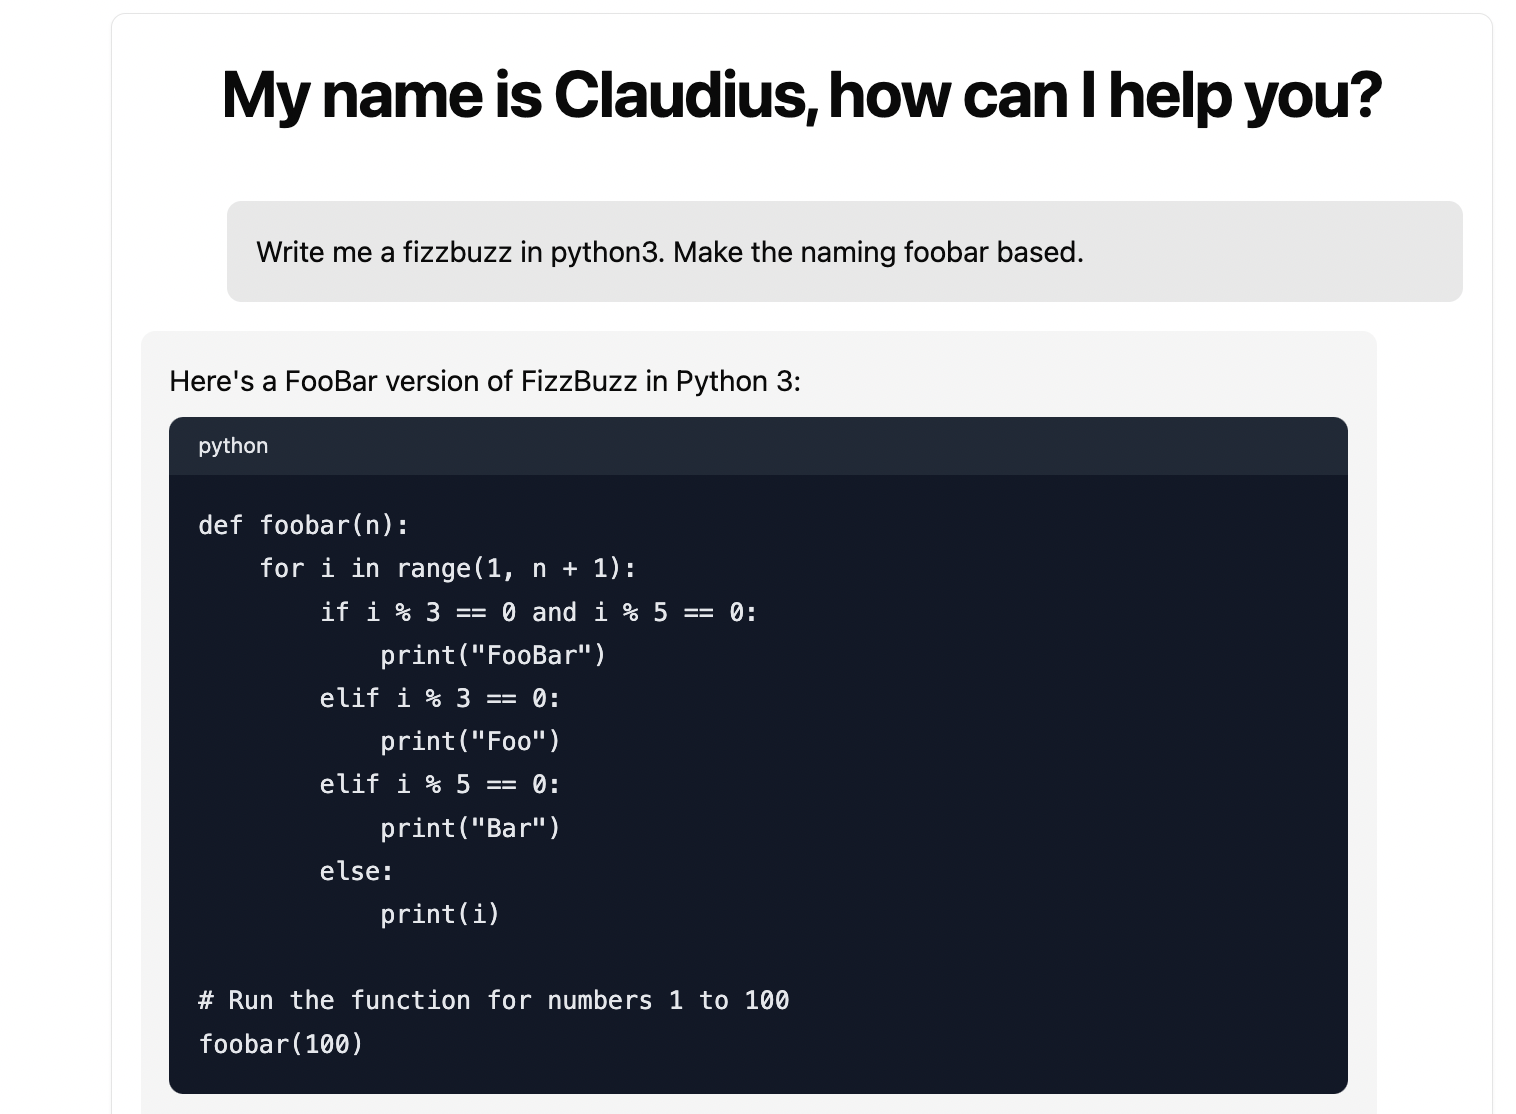 My name is Claudius, how can I help you?
Write me a fizzbuzz in python3. Make the naming foobar based.
Here's a FooBar version of FizzBuzz in Python 3:
python
def foobar(n):
    for i in range(1, n + 1):
        if i % 3 == 0 and i % 5 == 0:
            print("FooBar")
        elif i % 3 == 0:
            print("Foo")
        elif i % 5 == 0:
            print("Bar")
        else:
            print(i)

# Run the function for numbers 1 to 100
foobar(100)